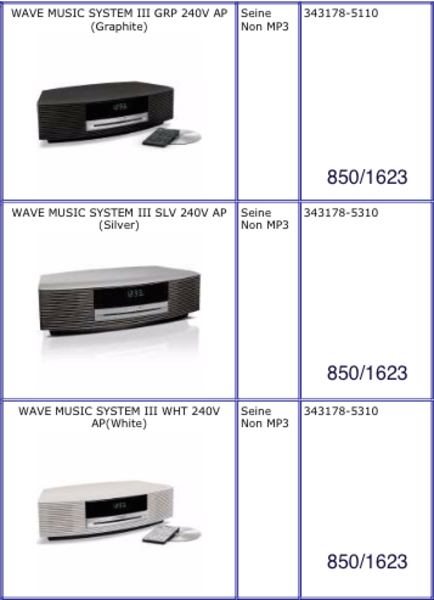 WAVE MUSIC SYSTEM III GRP 240V AP
(Graphite)
Seine
Non MP3
343178-5110
850/1623
WAVE MUSIC SYSTEM III SLV 240V AP
(Silver)
Seine
Non MP3
343178-5310
850/1623
WAVE MUSIC SYSTEM III WHT 240V
AP(White)
Seine
Non MP3
343178-5310
850/1623